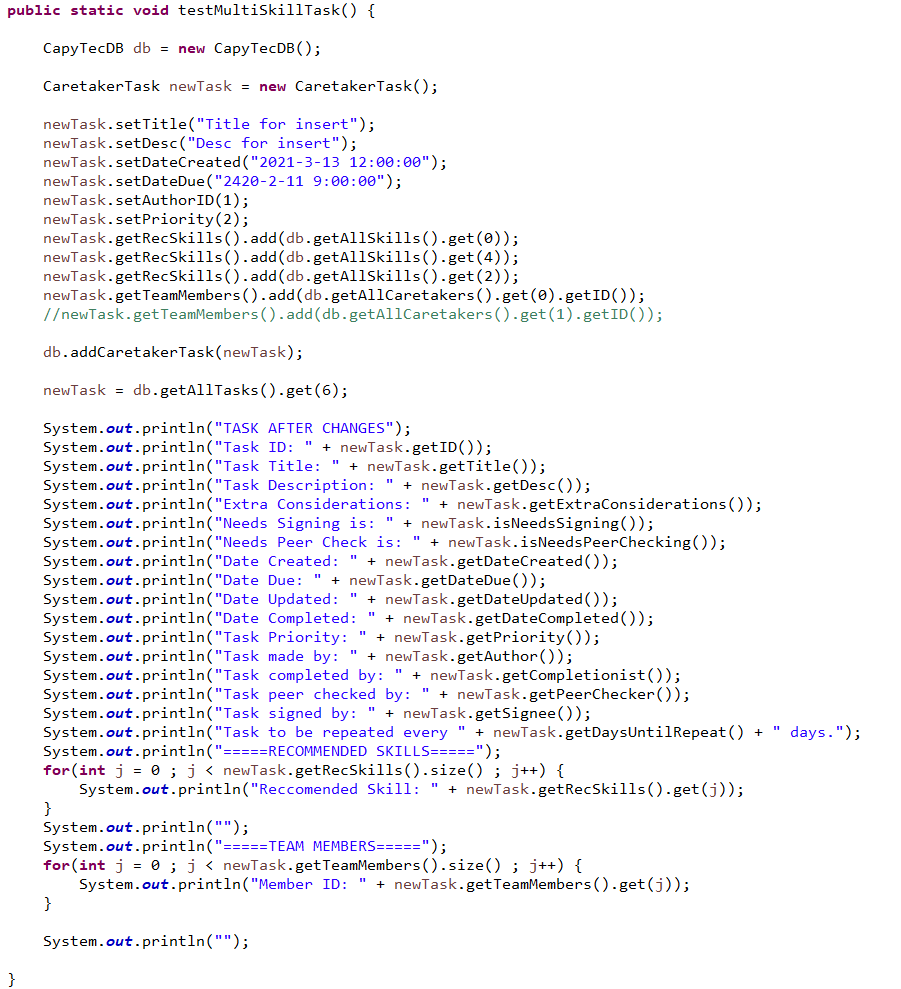 public static void testMultiSkillTask() {
CapyTecDB db = new CapyTecDB();
CaretakerTask newTask = new CaretakerTask();
newTask.setTitle("Title for insert");
newTask.setDesc("Desc for insert");
newTask.setDateCreated("2021-3-13 12:00:00");
newTask.setDateDue("2420-2-11 9:00:00");
newTask.setAuthorID(1);
newTask.setPriority(2);
newTask.getRecSkills().add(db.getAllSkills().get(0));
newTask.getRecSkills().add(db.getAllSkills().get(4));
newTask.getRecSkills().add(db.getAllSkills().get(2));
newTask.getTeamMembers().add(db.getAllCaretakers().get(0).getID());
//newTask.getTeamMembers().add(db.getAllCaretakers().get(1).getID());
db.addCaretakerTask(newTask);
newTask = db.getAllTasks().get(6);
System.out.println("TASK AFTER CHANGES");
System.out.println("Task ID: " + newTask.getID());
System.out.println("Task Title: " + newTask.getTitle());
System.out.println("Task Description: " + newTask.getDesc());
System.out.println("Extra Considerations: " + newTask.getExtraConsiderations());
System.out.println("Needs Signing is: " + newTask.isNeedsSigning());
System.out.println("Needs Peer Check is: " + newTask.isNeedsPeerChecking());
System.out.println("Date Created: " + newTask.getDateCreated());
System.out.println("Date Due: " + newTask.getDateDue());
System.out.println("Date Updated: " + newTask.getDateUpdated());
System.out.println("Date Completed: " + newTask.getDateCompleted());
System.out.println("Task Priority: " + newTask.getPriority());
System.out.println("Task made by: " + newTask.getAuthor());
System.out.println("Task completed by: " + newTask.getCompletionist());
System.out.println("Task peer checked by: " + newTask.getPeerChecker());
System.out.println("Task signed by: " + newTask.getSignee());
System.out.println("Task to be repeated every " + newTask.getDaysUntilRepeat() + " days.");
System.out.println("=====RECOMMENDED SKILLS=====");
for(int j = 0 ; j < newTask.getRecSkills().size() ; j++) {
System.out.println("Reccomended Skill: " + newTask.getRecSkills().get(j));
}
System.out.println("");
System.out.println("=====TEAM MEMBERS=====");
for(int j = 0 ; j < newTask.getTeamMembers().size() ; j++) {
System.out.println("Member ID: " + newTask.getTeamMembers().get(j));
}
System.out.println("");
}